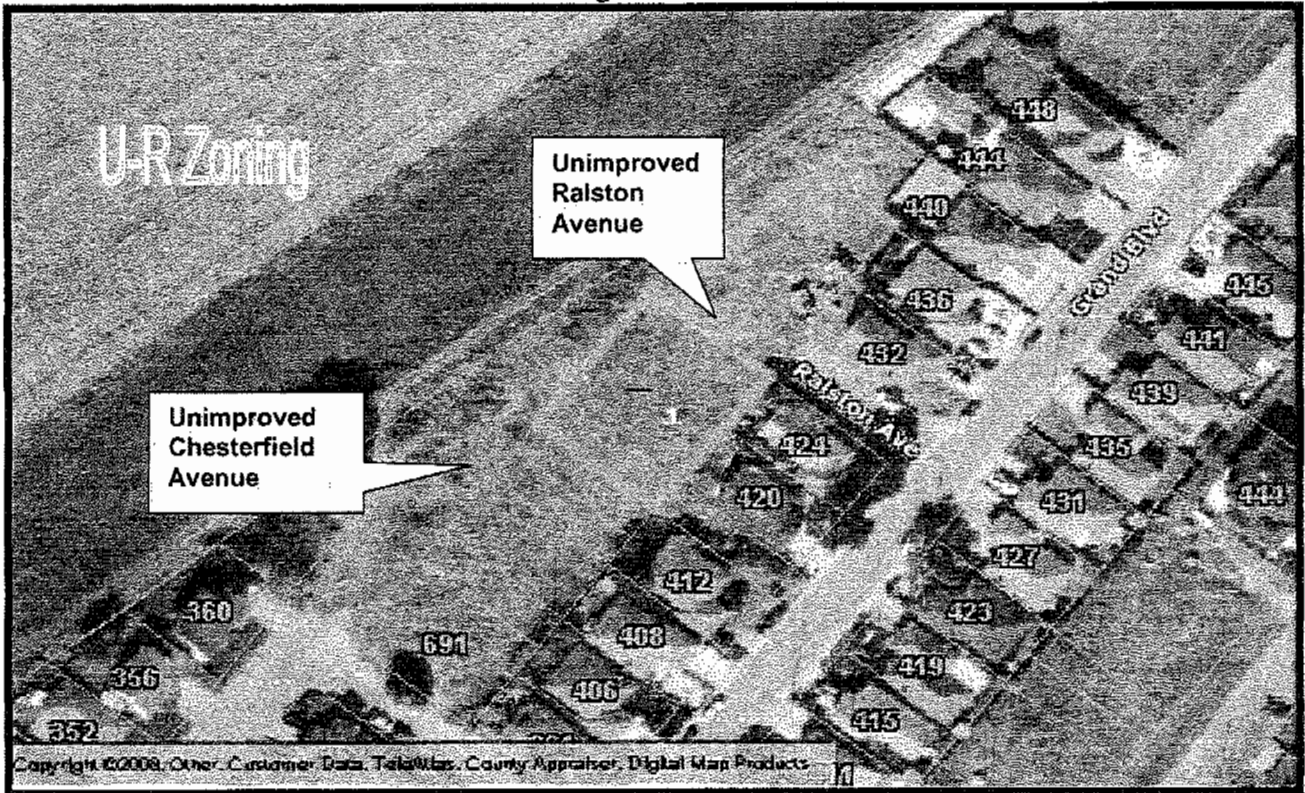 U-R Zoning
Unimproved
Ralston
Avenue
448
444
440
436
432
Grand Blvd
445
441
439
435
431
427
423
419
415
444
Ralston Ave
424
420
412
408
406
Unimproved
Chesterfield
Avenue
360
356
352
691
Copyright ©2008, Other, Customer Data, TeleAtlas, County Appraiser, Digital Map Products